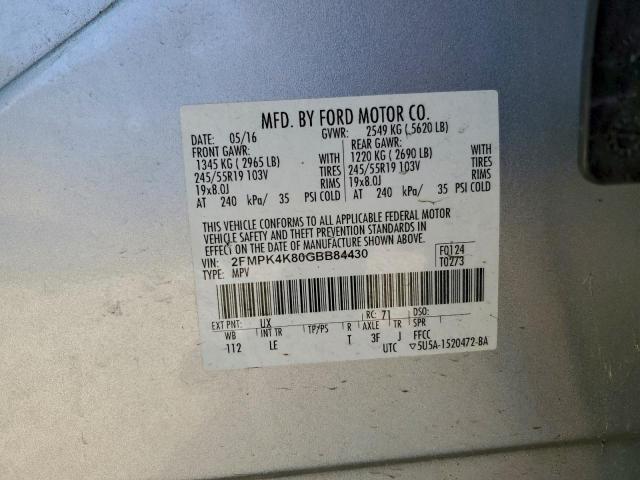 MFD. BY FORD MOTOR CO.
DATE: 05/16 GVWR: 2549 KG ( 5620 LB)
FRONT GAWR: REAR GAWR:
1345 KG ( 2965 LB) WITH 1220 KG ( 2690 LB) WITH
245/55R19 103V TIRES 245/55R19 103V TIRES
19x8.0J RIMS 19x8.0J RIMS
AT 240 kPa/ 35 PSI COLD AT 240 kPa/ 35 PSI COLD
THIS VEHICLE CONFORMS TO ALL APPLICABLE FEDERAL MOTOR
VEHICLE SAFETY AND THEFT PREVENTION STANDARDS IN
EFFECT ON THE DATE OF MANUFACTURE SHOWN ABOVE.
VIN: 2FMPK4K80GBB84430 FQ124
TYPE: MPV T0273
EXT PNT: UX RC: 71 DSO:
WB INT TR TP/PS R AXLE TR SPR
112 LE T 3F J FFCC
UTC ▽5U5A-1520472-BA